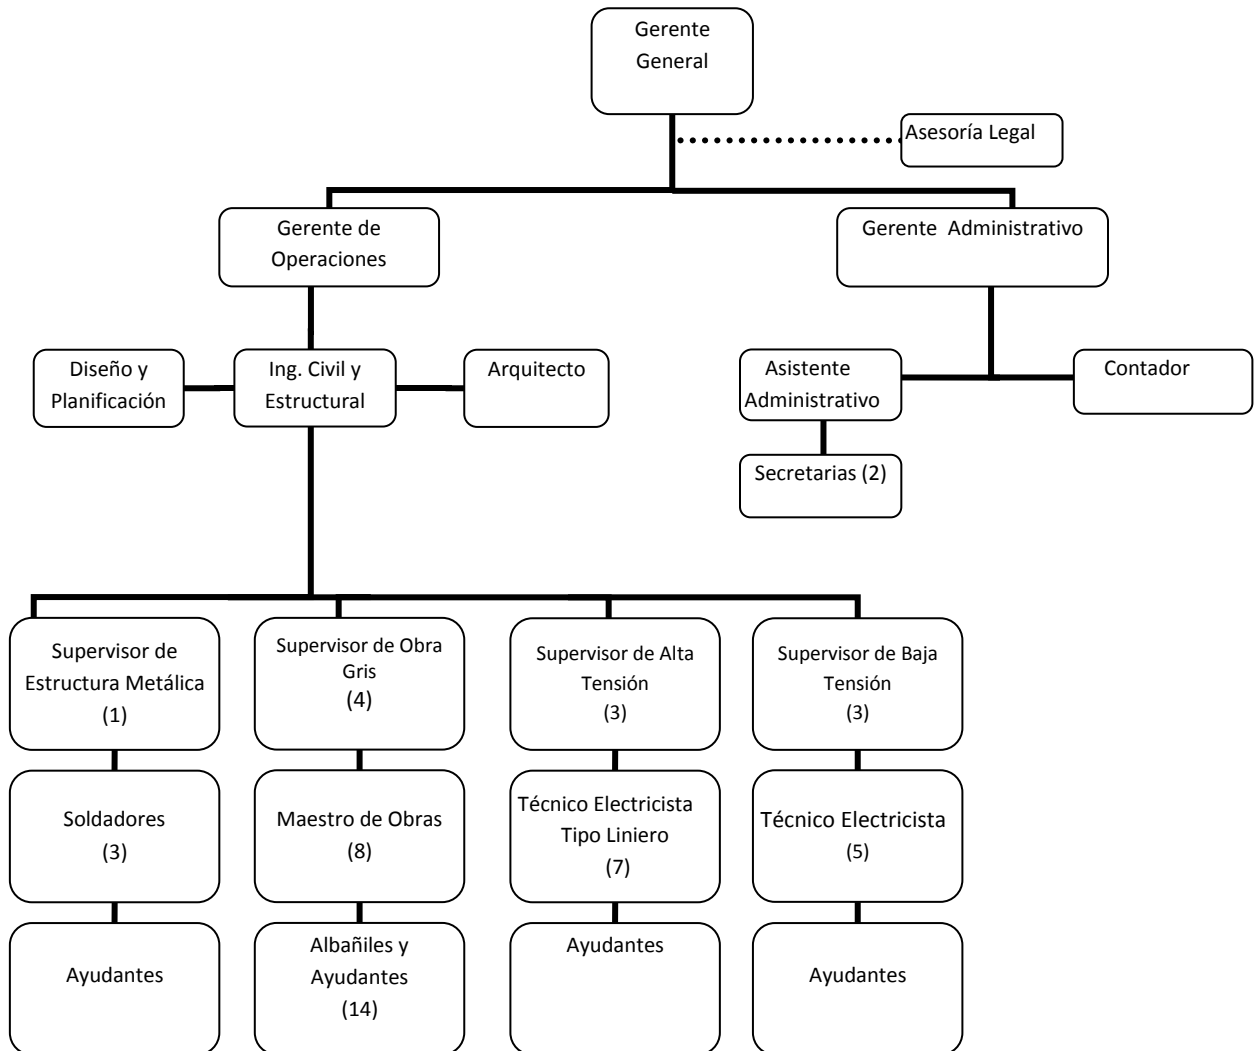 Gerente
General
Asesoría Legal
Gerente de
Operaciones
Gerente  Administrativo
Diseño y
Planificación
Ing. Civil y
Estructural
Arquitecto
Asistente
Administrativo
Contador
Secretarias (2)
Supervisor de
Estructura Metálica
(1)
Supervisor de Obra
Gris
(4)
Supervisor de Alta
Tensión
(3)
Supervisor de Baja
Tensión
(3)
Soldadores
(3)
Maestro de Obras
(8)
Técnico Electricista
Tipo Liniero
(7)
Técnico Electricista
(5)
Ayudantes
Albañiles y
Ayudantes
(14)
Ayudantes
Ayudantes